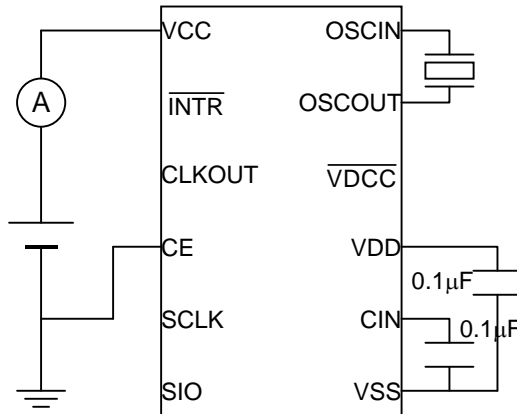 VCC
OSCIN
A
INTR
OSCOUT
CLKOUT
VDCC
CE
VDD
0.1μF
SCLK
CIN
0.1μF
SIO
VSS